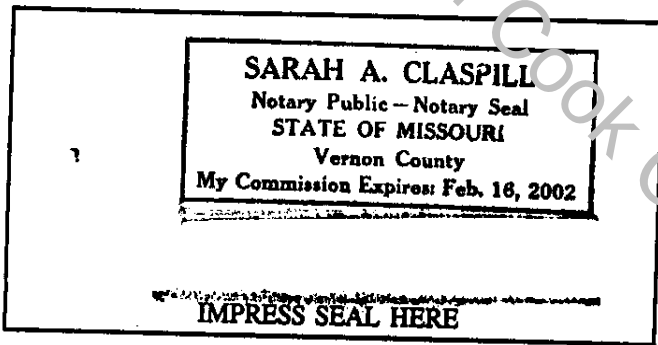 SARAH A. CLASPILL
Notary Public — Notary Seal
STATE OF MISSOURI
Vernon County
My Commission Expires: Feb. 16, 2002
IMPRESS SEAL HERE
Cook